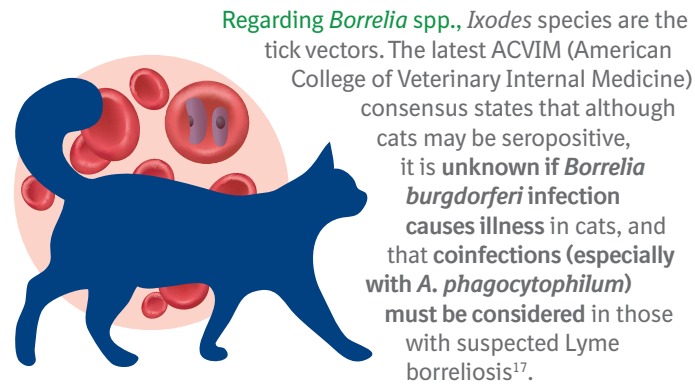 Regarding Borrelia spp., Ixodes species are the
tick vectors. The latest ACVIM (American
College of Veterinary Internal Medicine)
consensus states that although
cats may be seropositive,
it is unknown if Borrelia
burgdorferi infection
causes illness in cats, and
that coinfections (especially
with A. phagocytophilum)
must be considered in those
with suspected Lyme
borreliosis¹⁷.